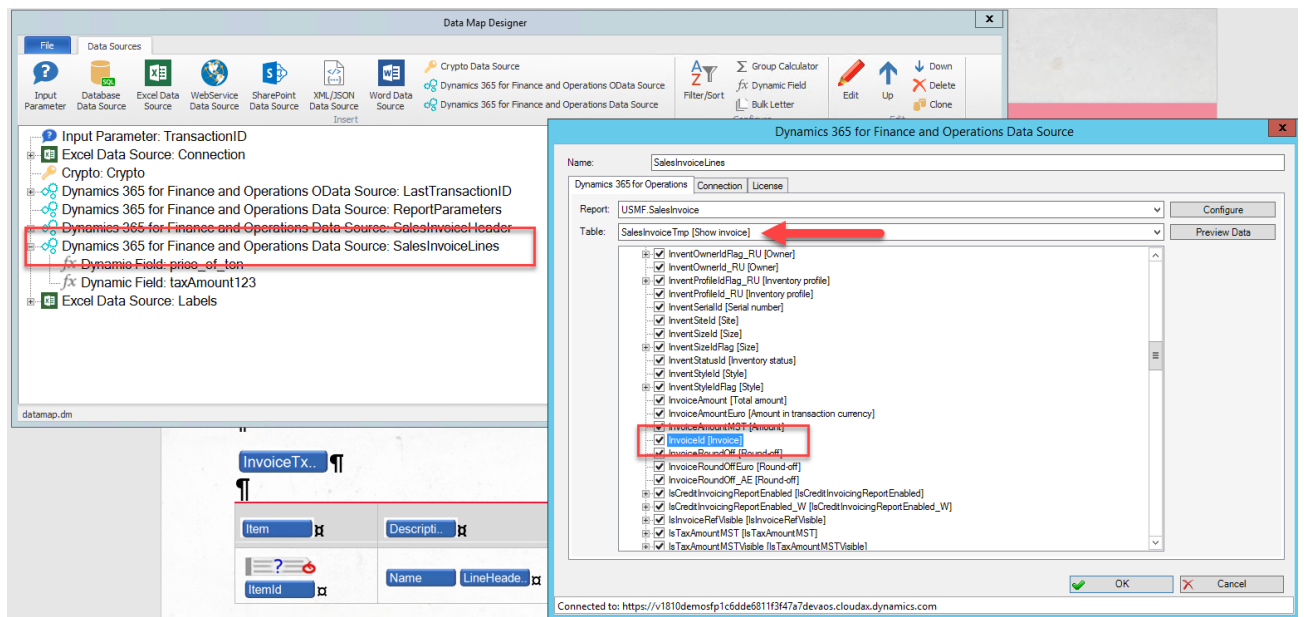 Data Map Designer
x
File
Data Sources
Input
Parameter
SQL
Database
Data Source
Excel Data
Source
WebService
Data Source
SharePoint
Data Source
XML/JSON
Data Source
Word Data
Source
Crypto Data Source
Dynamics 365 for Finance and Operations OData Source
Dynamics 365 for Finance and Operations Data Source
Insert
Filter/Sort
Group Calculator
fx Dynamic Field
Bulk Letter
Edit
Up
Down
Delete
Clone
Input Parameter: TransactionID
Excel Data Source: Connection
Crypto: Crypto
Dynamics 365 for Finance and Operations OData Source: LastTransactionID
Dynamics 365 for Finance and Operations Data Source: ReportParameters
Dynamics 365 for Finance and Operations Data Source: SalesInvoiceHeader
Dynamics 365 for Finance and Operations Data Source: SalesInvoiceLines
fx Dynamic Field: price_of_ton
fx Dynamic Field: taxAmount123
Excel Data Source: Labels
datamap.dm
InvoiceTx.. ¶
¶
Item ¤
Descripti.. ¤
ItemId ¤
Name LineHeade.. ¤
Dynamics 365 for Finance and Operations Data Source
x
Name: SalesInvoiceLines
Dynamics 365 for Operations Connection License
Report: USMF.SalesInvoice
Configure
Table: SalesInvoiceTmp [Show invoice]
Preview Data
InventOwnerIdFlag_RU [Owner]
InventOwnerId_RU [Owner]
InventProfileIdFlag_RU [Inventory profile]
InventProfileId_RU [Inventory profile]
InventSerialId [Serial number]
InventSiteId [Site]
InventSizeId [Size]
InventSizeIdFlag [Size]
InventStatusId [Inventory status]
InventStyleId [Style]
InventStyleIdFlag [Style]
InvoiceAmount [Total amount]
InvoiceAmountEuro [Amount in transaction currency]
InvoiceAmountMST [Amount]
InvoiceId [Invoice]
InvoiceRoundOff [Round-off]
InvoiceRoundOffEuro [Round-off]
InvoiceRoundOff_AE [Round-off]
IsCreditInvoicingReportEnabled [IsCreditInvoicingReportEnabled]
IsCreditInvoicingReportEnabled_W [IsCreditInvoicingReportEnabled_W]
IsInvoiceRefVisible [IsInvoiceRefVisible]
IsTaxAmountMST [IsTaxAmountMST]
IsTaxAmountMSTVisible [IsTaxAmountMSTVisible]
OK
Cancel
Connected to: https://v1810demosfp1c6dde6811f3f47a7devaos.cloudax.dynamics.com